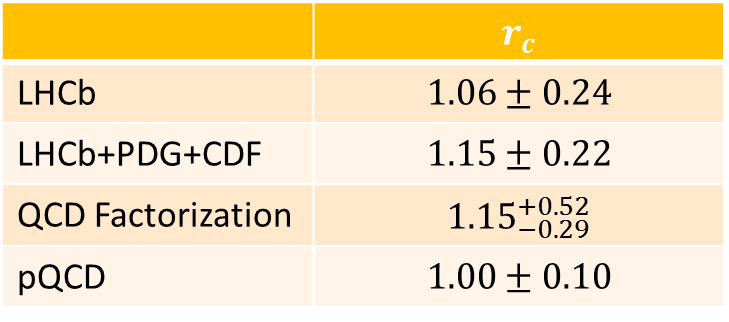 r_c
LHCb 1.06 ± 0.24
LHCb+PDG+CDF 1.15 ± 0.22
QCD Factorization 1.15^{+0.52}_{−0.29}
pQCD 1.00 ± 0.10